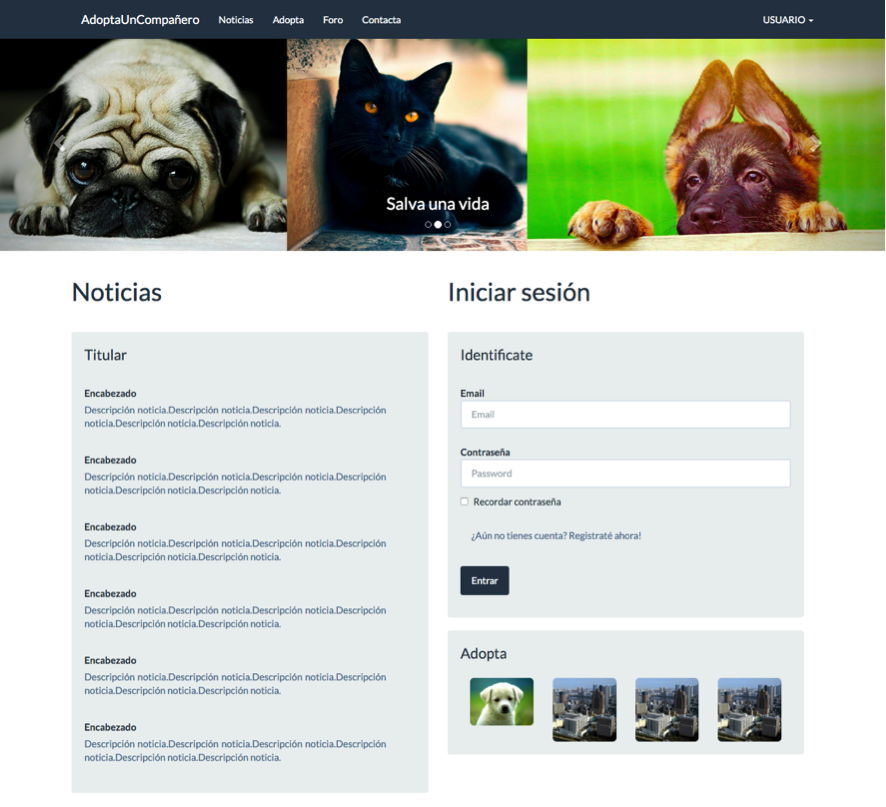 AdoptaUnCompañero Noticias Adopta Foro Contacta USUARIO
Salva una vida
Noticias
Titular
Encabezado
Descripción noticia.Descripción noticia.Descripción noticia.Descripción
noticia.Descripción noticia.Descripción noticia.
Encabezado
Descripción noticia.Descripción noticia.Descripción noticia.Descripción
noticia.Descripción noticia.Descripción noticia.
Encabezado
Descripción noticia.Descripción noticia.Descripción noticia.Descripción
noticia.Descripción noticia.Descripción noticia.
Encabezado
Descripción noticia.Descripción noticia.Descripción noticia.Descripción
noticia.Descripción noticia.Descripción noticia.
Encabezado
Descripción noticia.Descripción noticia.Descripción noticia.Descripción
noticia.Descripción noticia.Descripción noticia.
Encabezado
Descripción noticia.Descripción noticia.Descripción noticia.Descripción
noticia.Descripción noticia.Descripción noticia.
Iniciar sesión
Identificate
Email
Email
Contraseña
Password
Recordar contraseña
¿Aún no tienes cuenta? Registraté ahora!
Entrar
Adopta